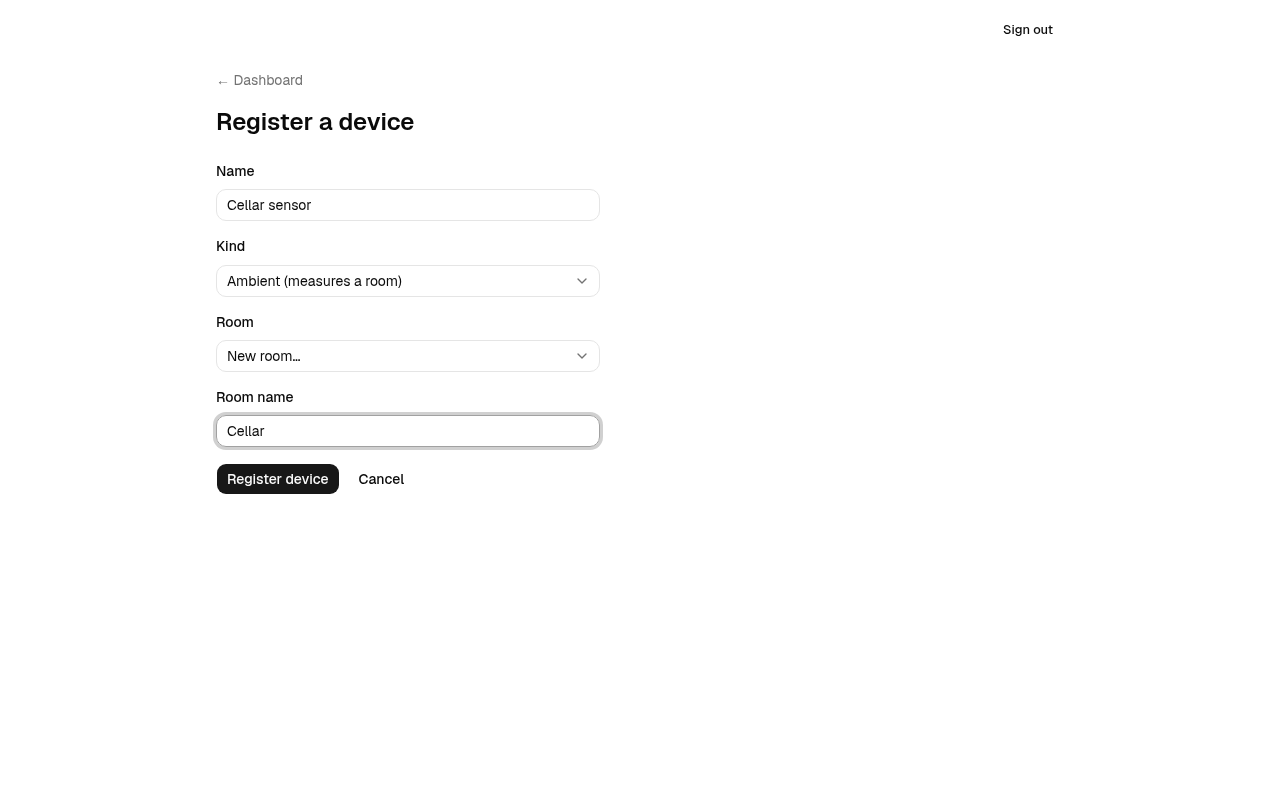 Sign out
← Dashboard
Register a device
Name
Cellar sensor
Kind
Ambient (measures a room)
Room
New room…
Room name
Cellar
Register device
Cancel